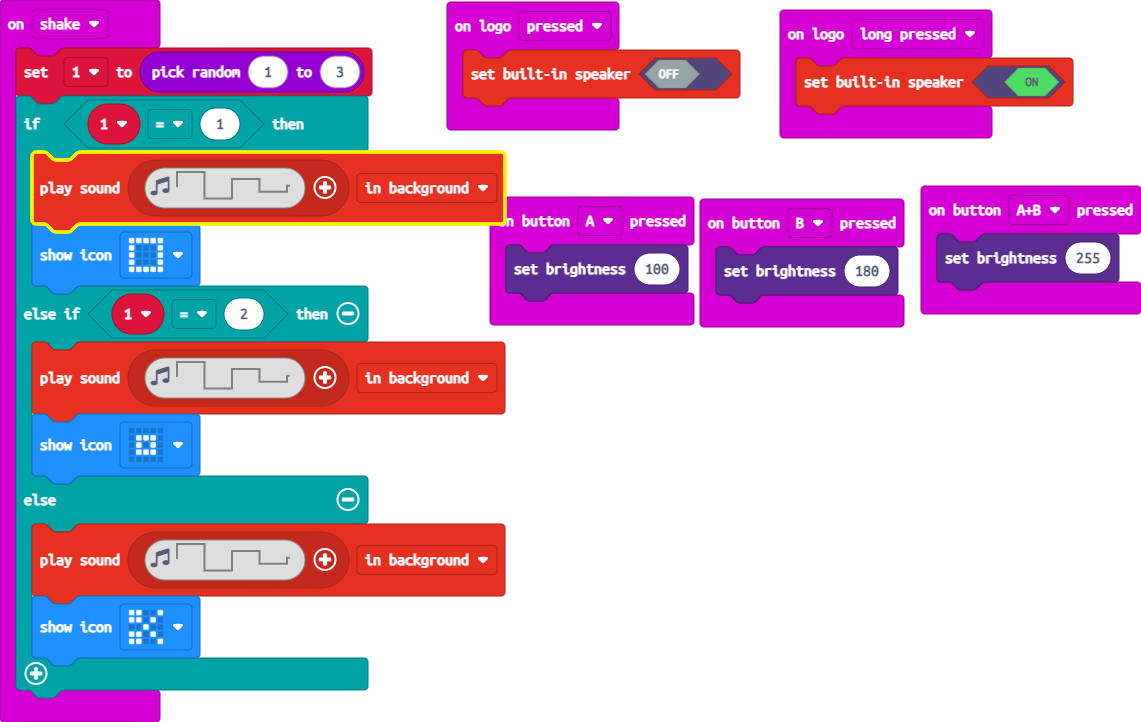 on shake
set 1 to pick random 1 to 3
if 1 = 1 then
play sound in background
show icon
else if 1 = 2 then
play sound in background
show icon
else
play sound in background
show icon
on logo pressed
set built-in speaker OFF
on logo long pressed
set built-in speaker ON
on button A pressed
set brightness 100
on button B pressed
set brightness 180
on button A+B pressed
set brightness 255